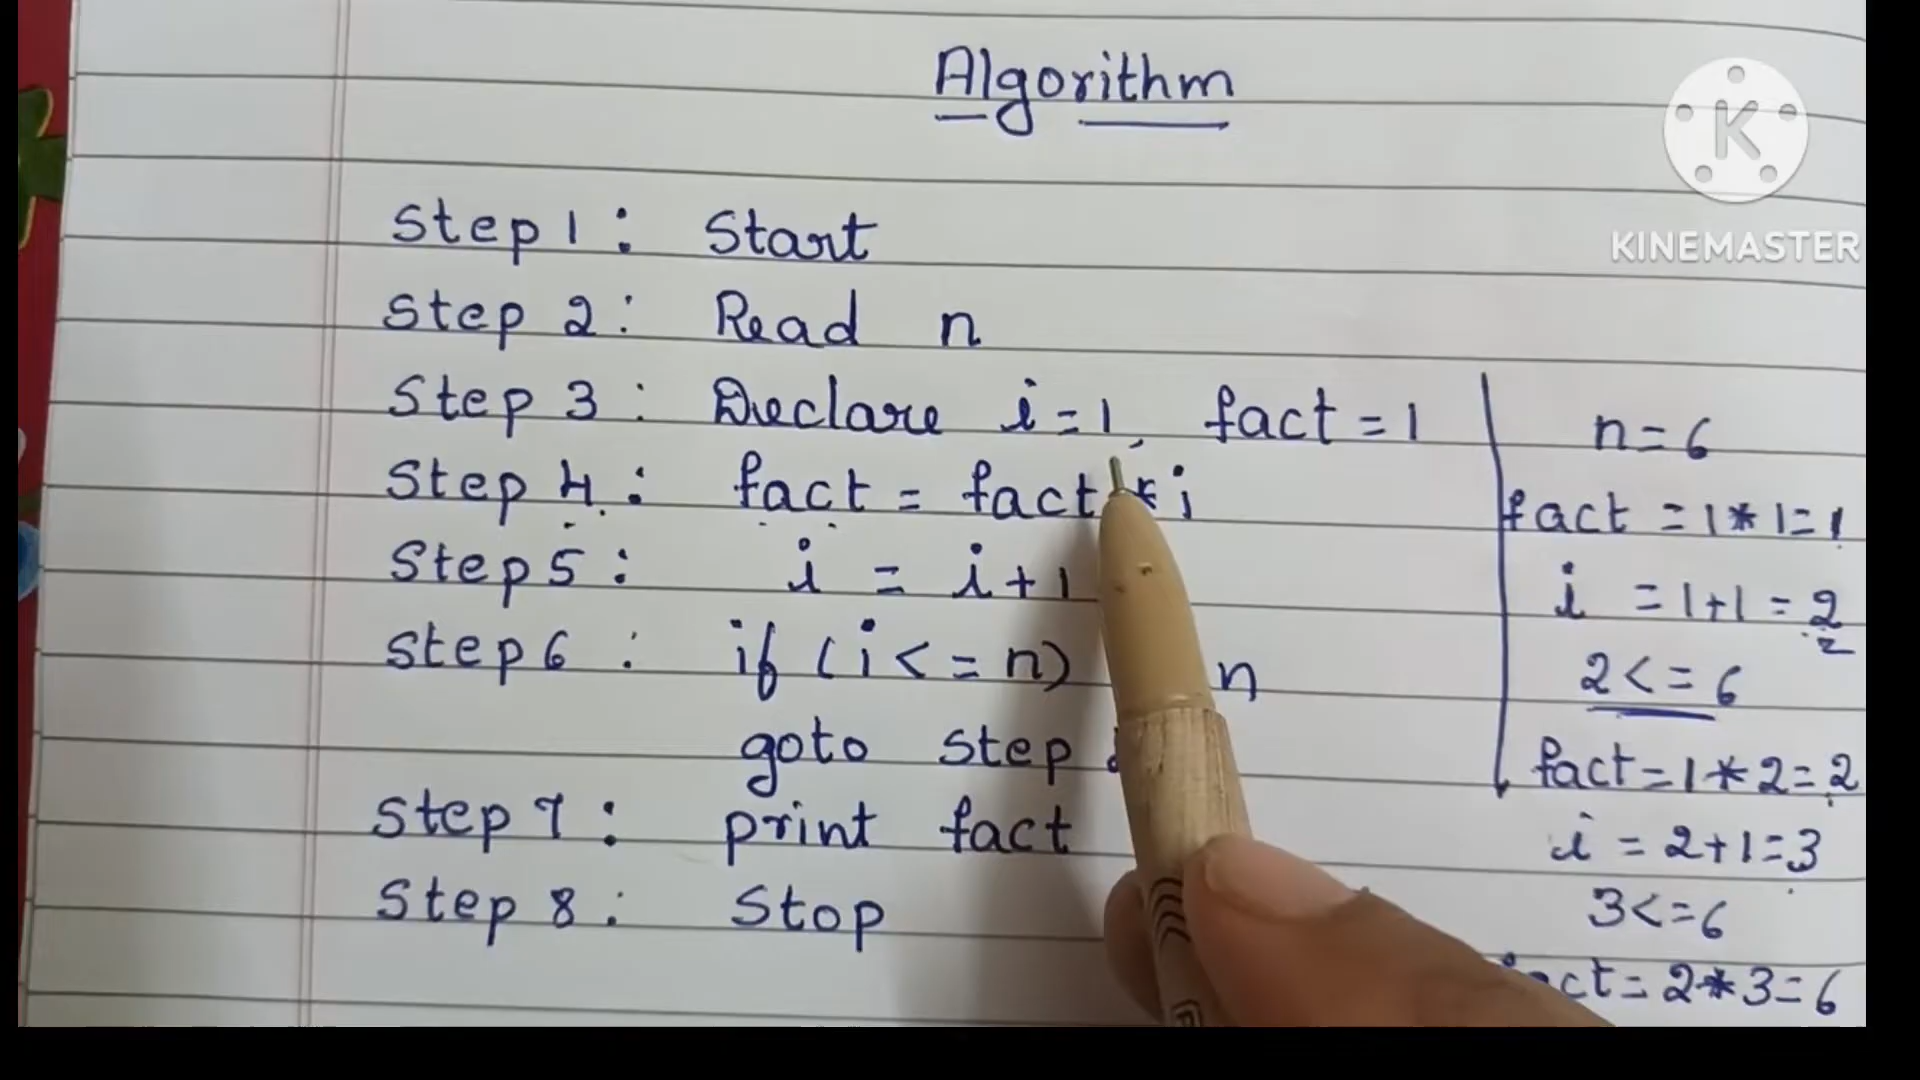 Algorithm
K
KINEMASTER
Step 1 : Start
Step 2 : Read n
Step 3 : Declare i = 1, fact = 1
Step 4 : fact = fact * i
Step 5 : i = i + 1
Step 6 : if (i <= n) n
goto step
Step 7 : print fact
Step 8 : Stop
n = 6
fact = 1 * 1 = 1
i = 1 + 1 = 2
2 <= 6
fact = 1 * 2 = 2
i = 2 + 1 = 3
3 <= 6
= 2 * 3 = 6